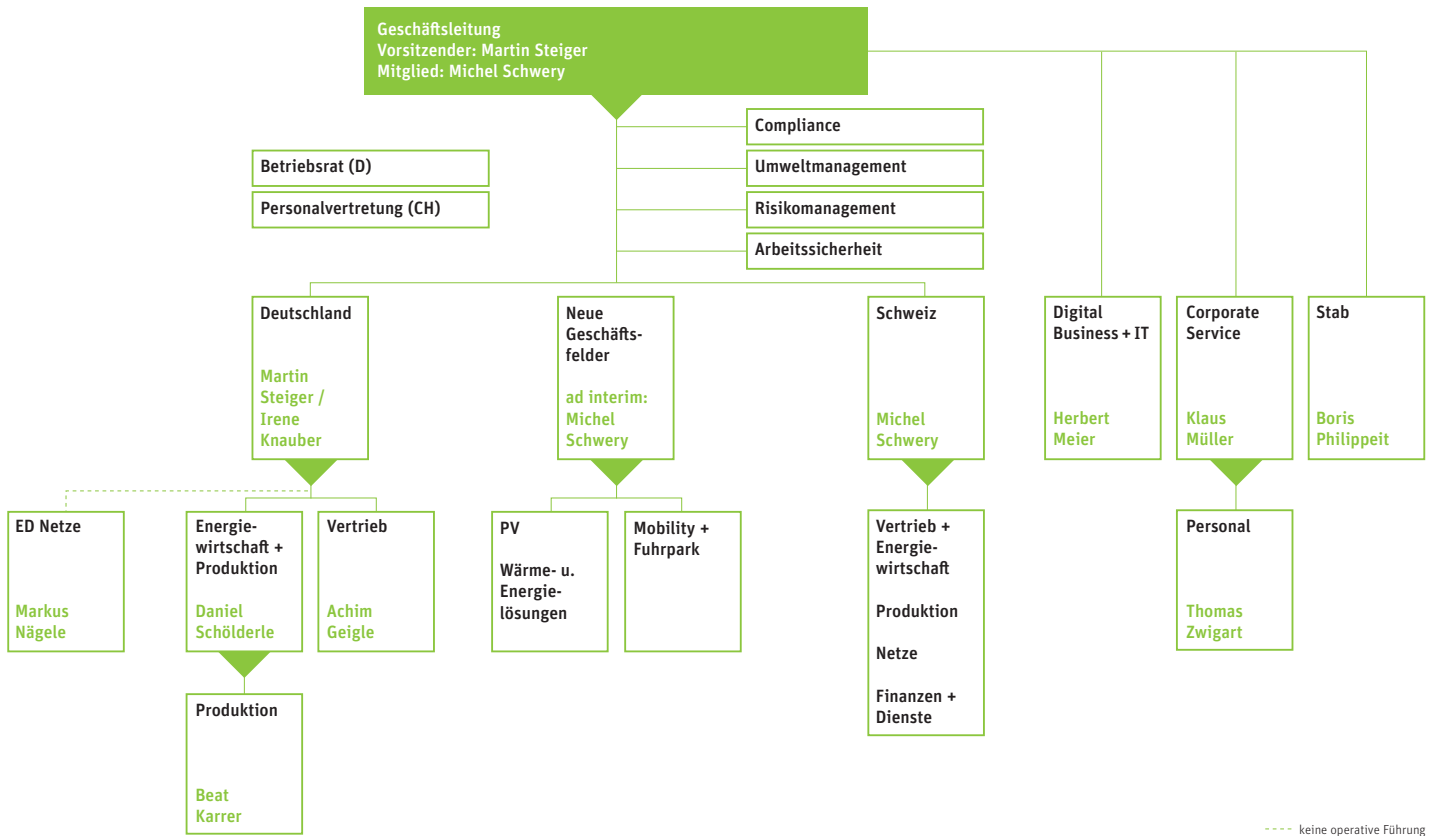 Geschäftsleitung
Vorsitzender: Martin Steiger
Mitglied: Michel Schwery
Compliance
Betriebsrat (D)
Umweltmanagement
Personalvertretung (CH)
Risikomanagement
Arbeitssicherheit
Deutschland
Martin
Steiger /
Irene
Knauber
Neue
Geschäfts-
felder
ad interim:
Michel
Schwery
Schweiz
Michel
Schwery
Digital
Business + IT
Herbert
Meier
Corporate
Service
Klaus
Müller
Stab
Boris
Philippeit
ED Netze
Markus
Nägele
Energie-
wirtschaft +
Produktion
Daniel
Schölderle
Vertrieb
Achim
Geigle
PV
Wärme- u.
Energie-
lösungen
Mobility +
Fuhrpark
Vertrieb +
Energie-
wirtschaft
Produktion
Netze
Finanzen +
Dienste
Personal
Thomas
Zwigart
Produktion
Beat
Karrer
keine operative Führung